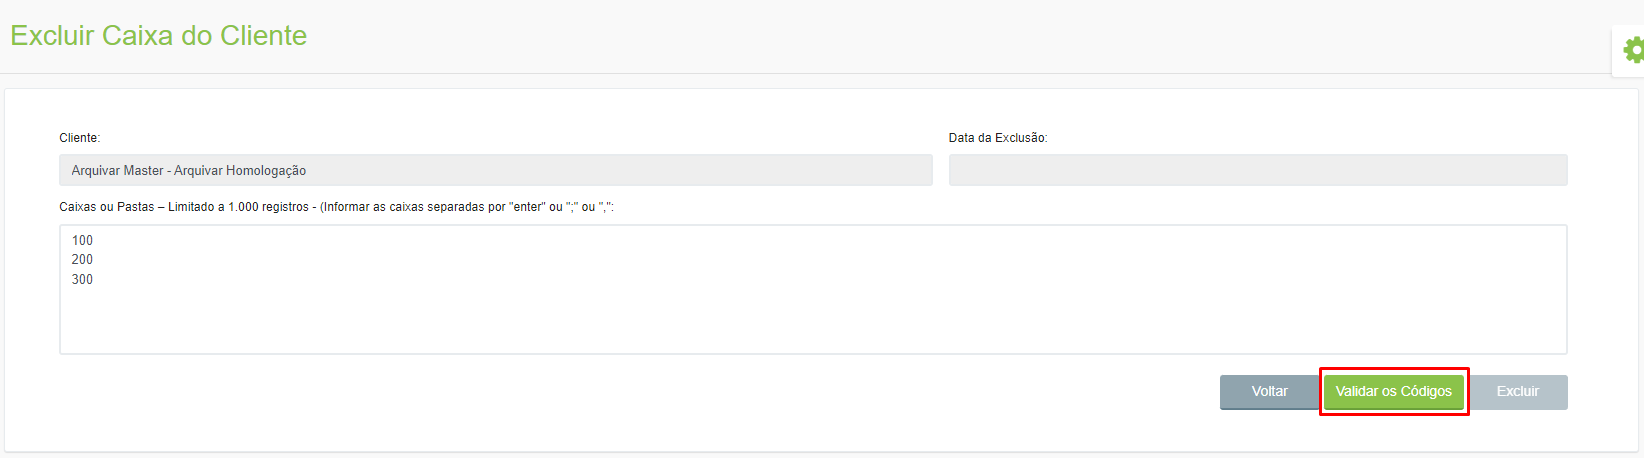 Excluir Caixa do Cliente
Cliente:
Data da Exclusão:
Arquivar Master - Arquivar Homologação
Caixas ou Pastas – Limitado a 1.000 registros - (Informar as caixas separadas por "enter" ou ";" ou ",":
100
200
300
Voltar
Validar os Códigos
Excluir